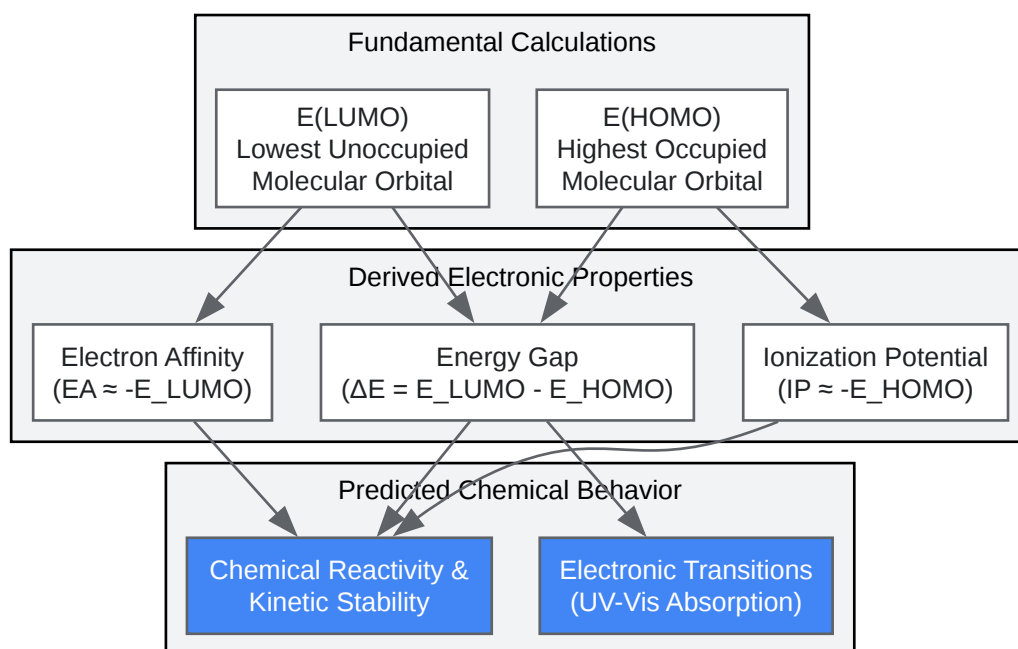 Fundamental Calculations
E(LUMO)
Lowest Unoccupied
Molecular Orbital
E(HOMO)
Highest Occupied
Molecular Orbital
Derived Electronic Properties
Electron Affinity
(EA ≈ -E_LUMO)
Energy Gap
(ΔE = E_LUMO - E_HOMO)
Ionization Potential
(IP ≈ -E_HOMO)
Predicted Chemical Behavior
Chemical Reactivity &
Kinetic Stability
Electronic Transitions
(UV-Vis Absorption)